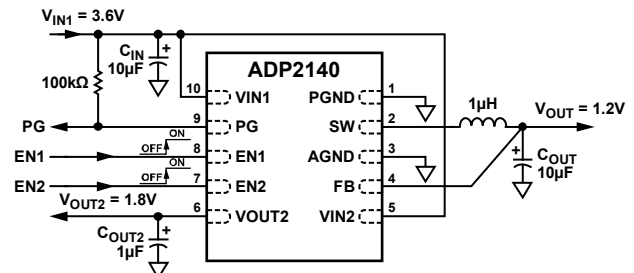 VIN1 = 3.6V
CIN
10µF
+
100kΩ
ADP2140
10
VIN1
PGND
1
1µH
VOUT = 1.2V
PG
9
PG
SW
2
ON
OFF
EN1
8
EN1
AGND
3
+
COUT
10µF
ON
OFF
EN2
7
EN2
FB
4
VOUT2 = 1.8V
6
VOUT2
VIN2
5
COUT2
1µF
+